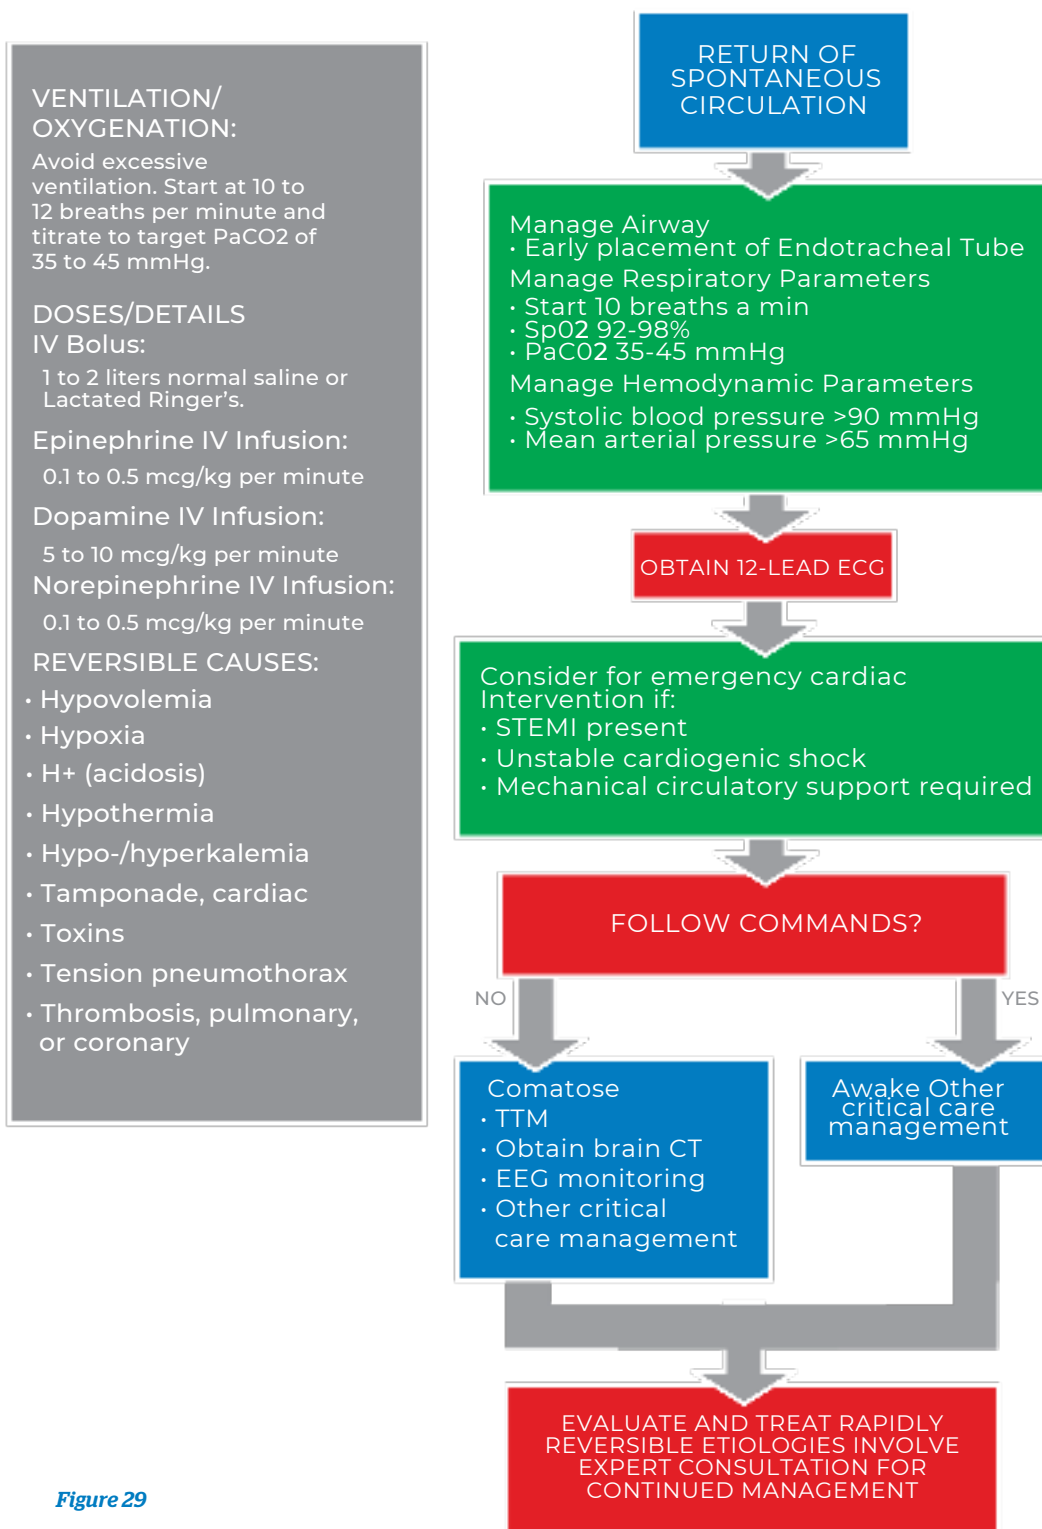 VENTILATION/
OXYGENATION:
Avoid excessive
ventilation. Start at 10 to
12 breaths per minute and
titrate to target PaCO2 of
35 to 45 mmHg.
DOSES/DETAILS
IV Bolus:
1 to 2 liters normal saline or
Lactated Ringer's.
Epinephrine IV Infusion:
0.1 to 0.5 mcg/kg per minute
Dopamine IV Infusion:
5 to 10 mcg/kg per minute
Norepinephrine IV Infusion:
0.1 to 0.5 mcg/kg per minute
REVERSIBLE CAUSES:
• Hypovolemia
• Hypoxia
• H+ (acidosis)
• Hypothermia
• Hypo-/hyperkalemia
• Tamponade, cardiac
• Toxins
• Tension pneumothorax
• Thrombosis, pulmonary,
or coronary
RETURN OF
SPONTANEOUS
CIRCULATION
Manage Airway
• Early placement of Endotracheal Tube
Manage Respiratory Parameters
• Start 10 breaths a min
• Sp02 92-98%
• PaC02 35-45 mmHg
Manage Hemodynamic Parameters
• Systolic blood pressure >90 mmHg
• Mean arterial pressure >65 mmHg
OBTAIN 12-LEAD ECG
Consider for emergency cardiac
Intervention if:
• STEMI present
• Unstable cardiogenic shock
• Mechanical circulatory support required
FOLLOW COMMANDS?
NO
YES
Comatose
• TTM
• Obtain brain CT
• EEG monitoring
• Other critical
care management
Awake Other
critical care
management
EVALUATE AND TREAT RAPIDLY
REVERSIBLE ETIOLOGIES INVOLVE
EXPERT CONSULTATION FOR
CONTINUED MANAGEMENT
Figure 29